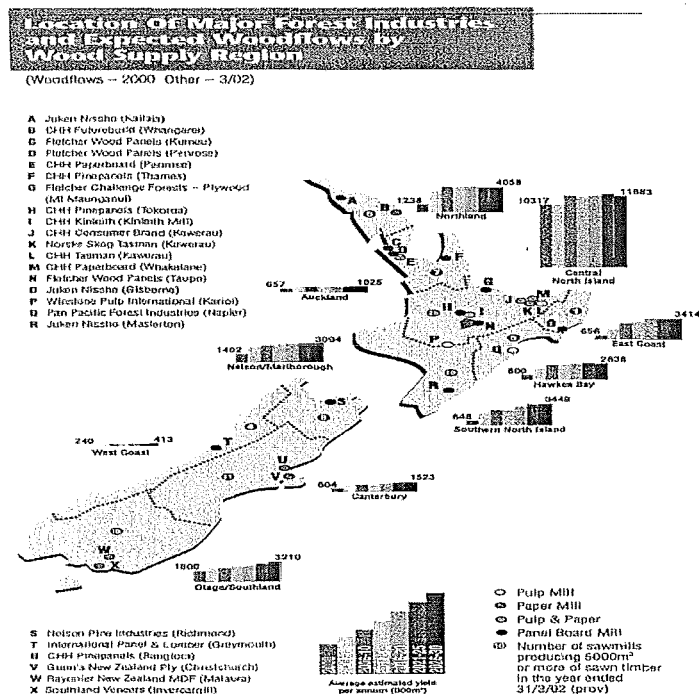 Location Of Major Forest Industries
and Expected Woodflows by
Wood Supply Region
(Woodflows – 2000 Other – 3/02)
A Juken Nissho (Kaitaia)
B CHH Futurebuild (Whangarei)
C Fletcher Wood Panels (Kumeu)
D Fletcher Wood Panels (Penrose)
E CHH Paperboard (Penrose)
F CHH Pinepanels (Thames)
G Fletcher Challenge Forests – Plywood
(Mt Maunganui)
H CHH Pinepanels (Tokoroa)
I CHH Kinleith (Kinleith Mill)
J CHH Consumer Brand (Kawerau)
K Norske Skog Tasman (Kawerau)
L CHH Tasman (Kawerau)
M CHH Paperboard (Whakatane)
N Fletcher Wood Panels (Taupo)
O Juken Nissho (Gisborne)
P Winstone Pulp International (Karioi)
Q Pan Pacific Forest Industries (Napier)
R Juken Nissho (Masterton)
A
B
1238 4058
Northland
10317 11883
Central
North Island
C
D
E
F
657 1025
Auckland
G
H
I
J
M
K
L
N
O
656 3414
East Coast
P
Q
800 2838
Hawkes Bay
R
648 3449
Southern North Island
1402 3094
Nelson/Marlborough
S
240 413
West Coast
T
U
V
604 1523
Canterbury
W
X
1800 3210
Otago/Southland
S Nelson Pine Industries (Richmond)
T International Panel & Lumber (Greymouth)
U CHH Pinepanels (Rangiora)
V Gunn's New Zealand Ply (Christchurch)
W Rayonier New Zealand MDF (Mataura)
X Southland Veneers (Invercargill)
Average estimated yield
per annum (000m³)
Pulp Mill
Paper Mill
Pulp & Paper
Panel Board Mill
Number of sawmills
producing 5000m³
or more of sawn timber
in the year ended
31/3/02 (prov)